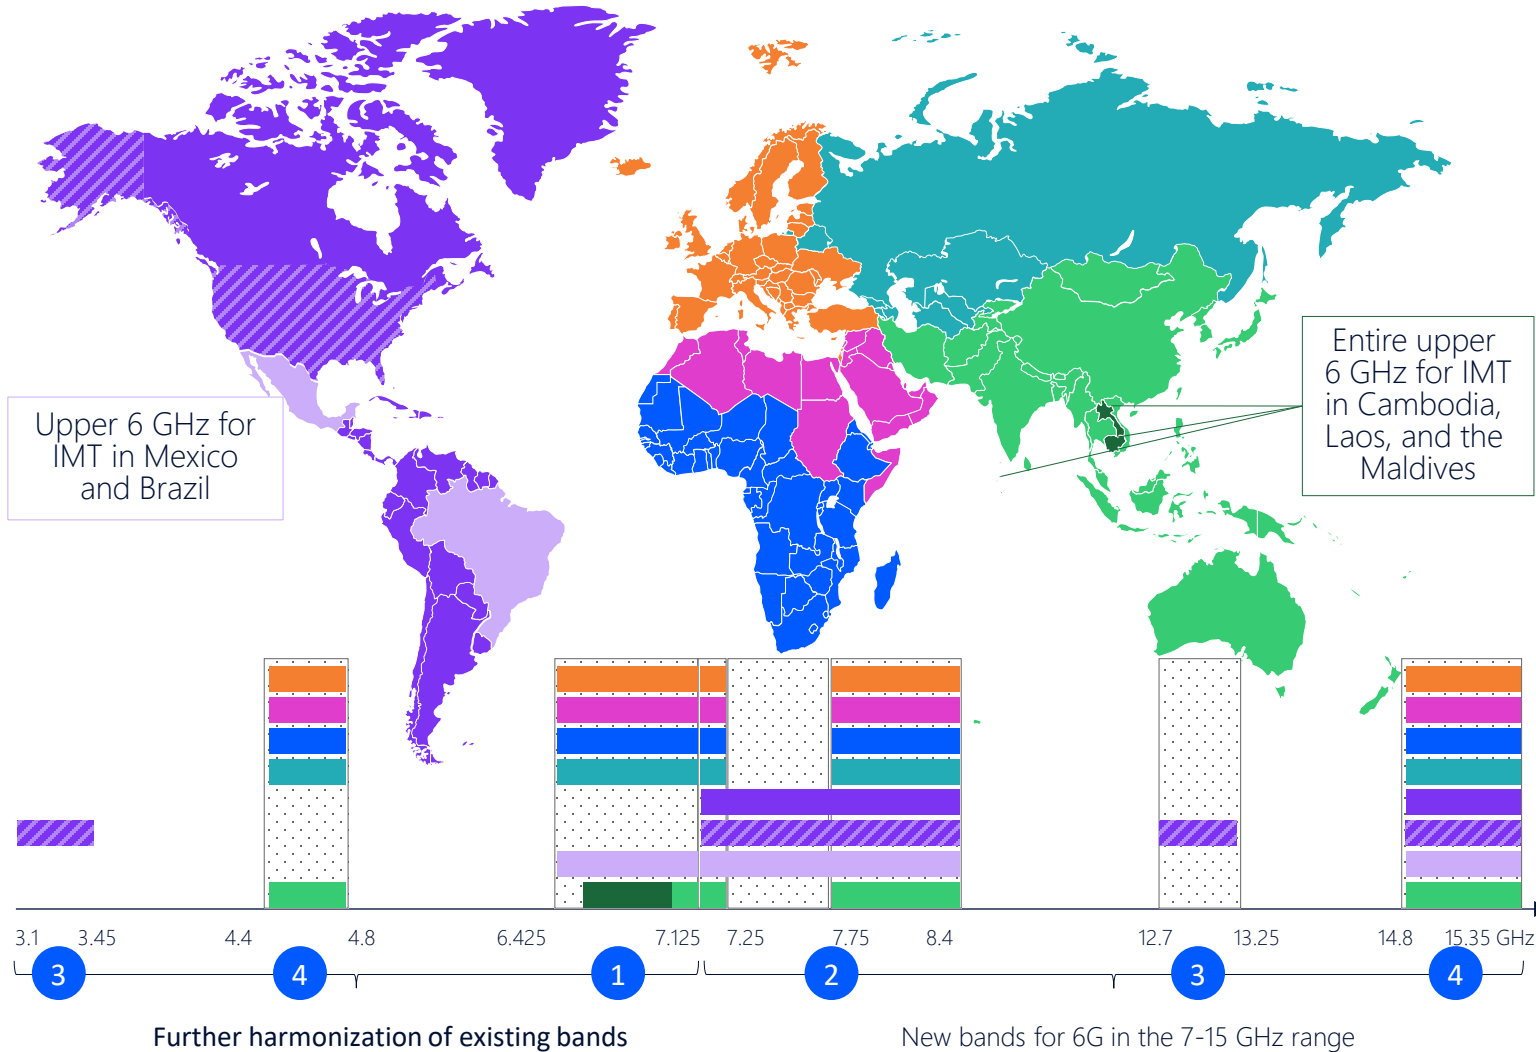 Entire upper
6 GHz for IMT
in Cambodia,
Laos, and the
Maldives
Upper 6 GHz for
IMT in Mexico
and Brazil
3.1 3.45 4.4 4.8 6.425 7.125 7.25 7.75 8.4 12.7 13.25 14.8 15.35 GHz
3 4 1 2 3 4
Further harmonization of existing bands
New bands for 6G in the 7-15 GHz range